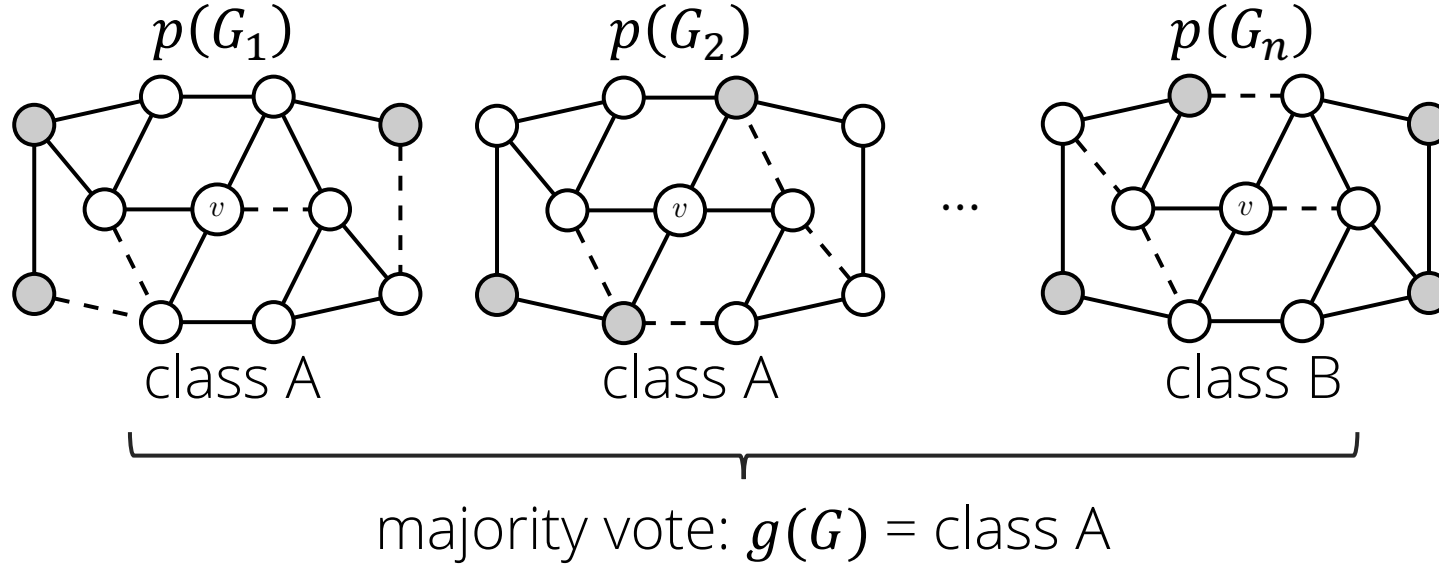 p(G₁) p(G₂) p(Gₙ)
v v ... v
class A class A class B
majority vote: g(G) = class A